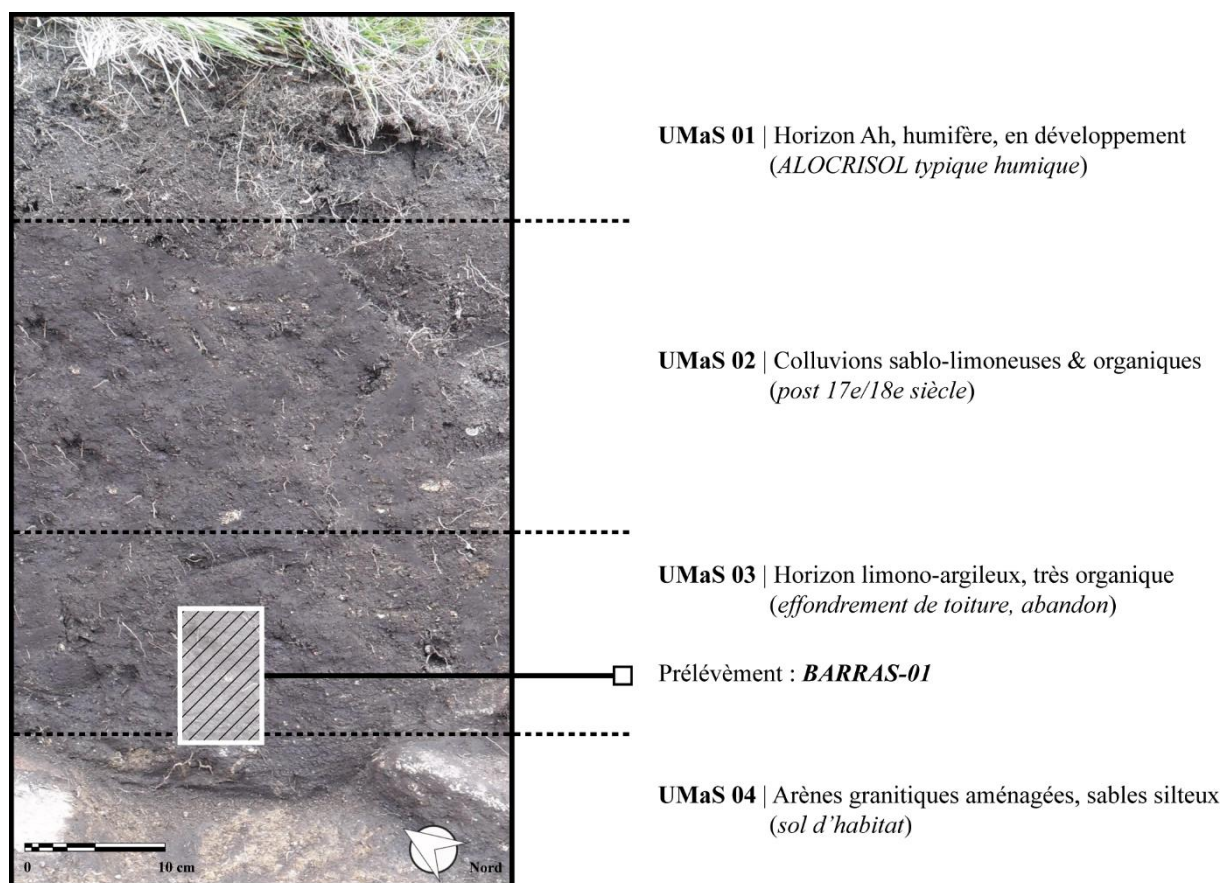 UMaS 01 | Horizon Ah, humifère, en développement
(ALOCRISOL typique humique)
UMaS 02 | Colluvions sablo-limoneuses & organiques
(post 17e/18e siècle)
UMaS 03 | Horizon limono-argileux, très organique
(effondrement de toiture, abandon)
Prélévèment : BARRAS-01
UMaS 04 | Arènes granitiques aménagées, sables silteux
(sol d'habitat)
0 10 cm
Nord